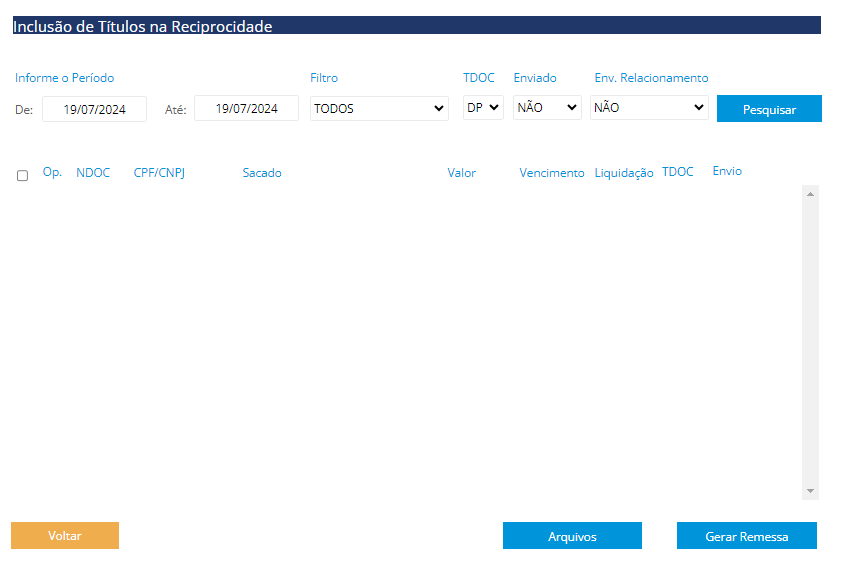 Inclusão de Títulos na Reciprocidade
Informe o Período Filtro TDOC Enviado Env. Relacionamento
De: 19/07/2024 Até: 19/07/2024 TODOS DP NÃO NÃO Pesquisar
Op. NDOC CPF/CNPJ Sacado Valor Vencimento Liquidação TDOC Envio
Voltar Arquivos Gerar Remessa